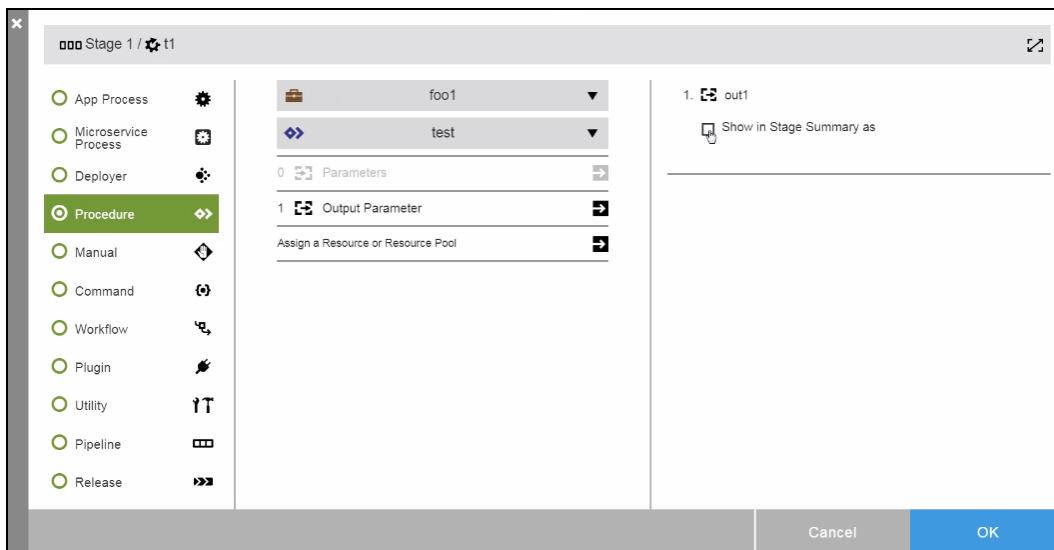 Stage 1 / t1
App Process
Microservice
Process
Deployer
Procedure
Manual
Command
Workflow
Plugin
Utility
Pipeline
Release
foo1
test
0 Parameters
1 Output Parameter
Assign a Resource or Resource Pool
1. out1
Show in Stage Summary as
Cancel
OK